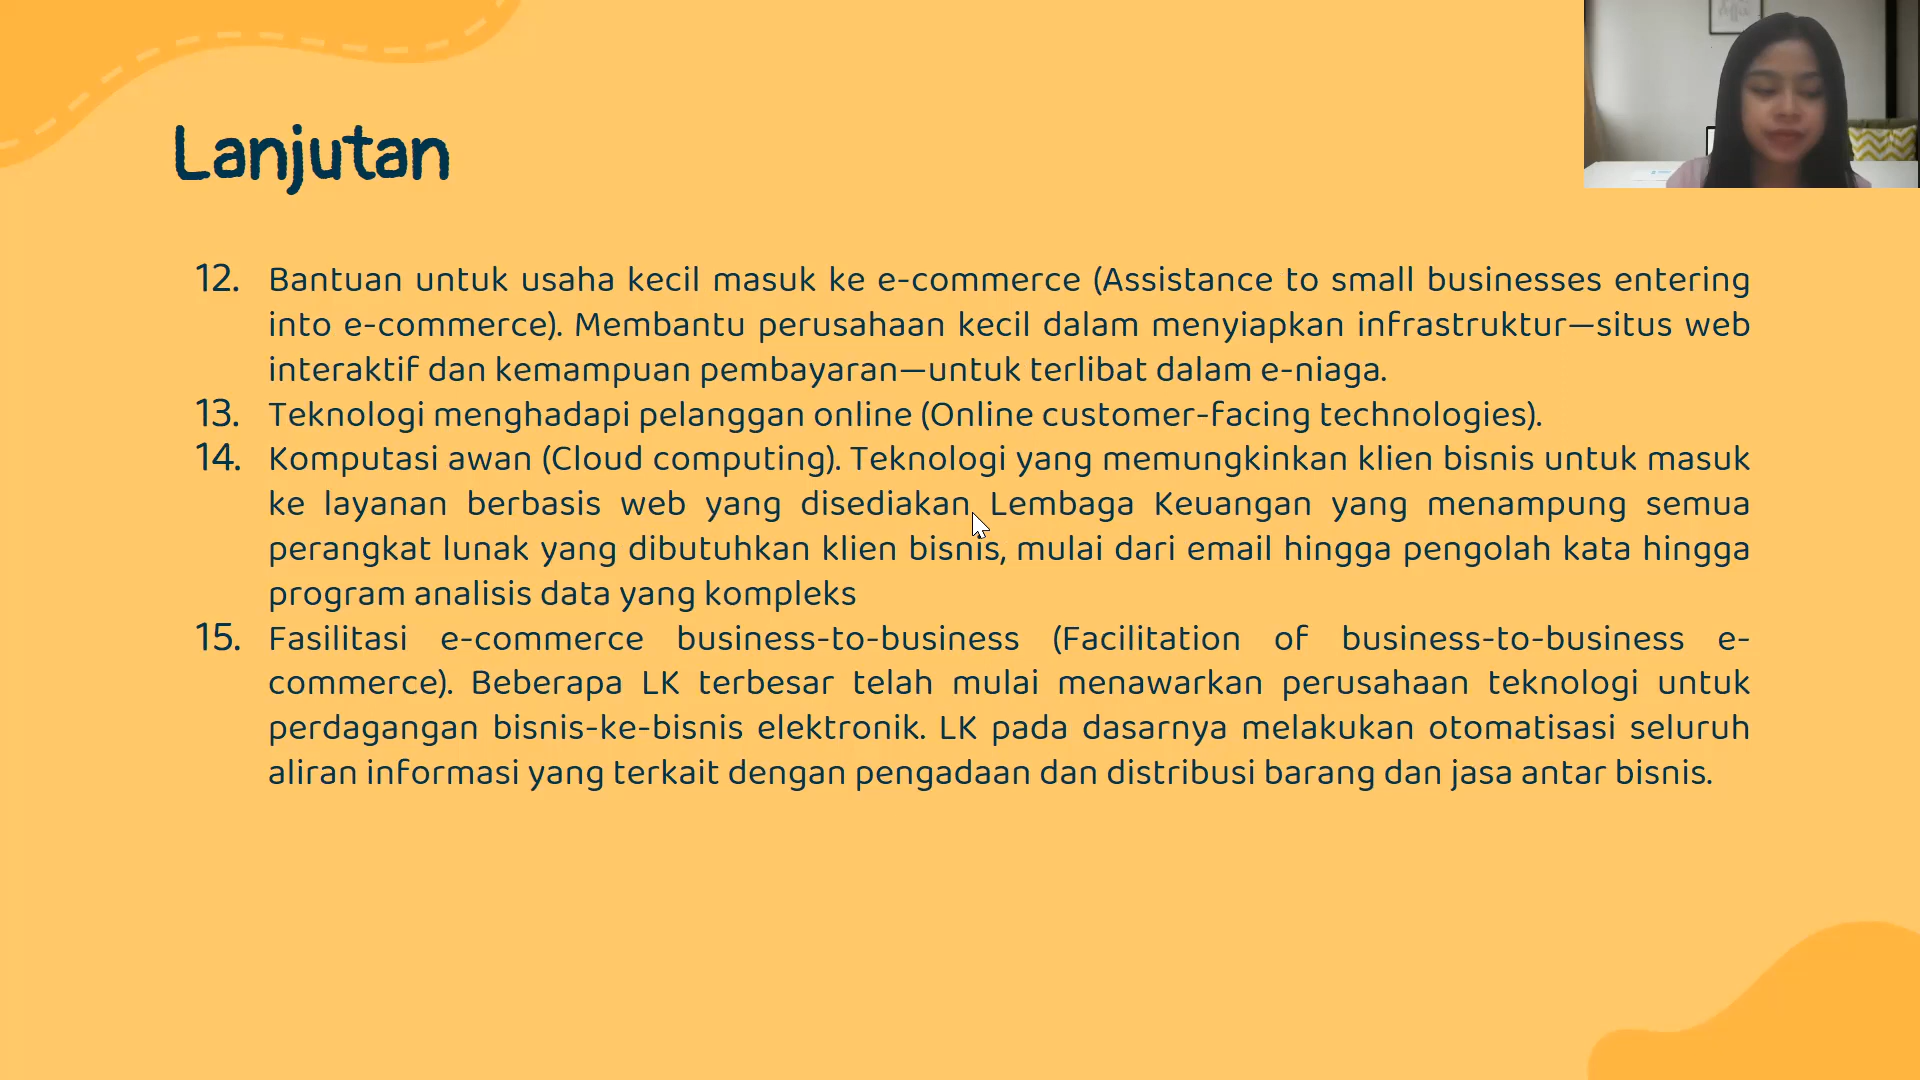 Lanjutan
12. Bantuan untuk usaha kecil masuk ke e-commerce (Assistance to small businesses entering
into e-commerce). Membantu perusahaan kecil dalam menyiapkan infrastruktur—situs web
interaktif dan kemampuan pembayaran—untuk terlibat dalam e-niaga.
13. Teknologi menghadapi pelanggan online (Online customer-facing technologies).
14. Komputasi awan (Cloud computing). Teknologi yang memungkinkan klien bisnis untuk masuk
ke layanan berbasis web yang disediakan Lembaga Keuangan yang menampung semua
perangkat lunak yang dibutuhkan klien bisnis, mulai dari email hingga pengolah kata hingga
program analisis data yang kompleks
15. Fasilitasi e-commerce business-to-business (Facilitation of business-to-business e-
commerce). Beberapa LK terbesar telah mulai menawarkan perusahaan teknologi untuk
perdagangan bisnis-ke-bisnis elektronik. LK pada dasarnya melakukan otomatisasi seluruh
aliran informasi yang terkait dengan pengadaan dan distribusi barang dan jasa antar bisnis.